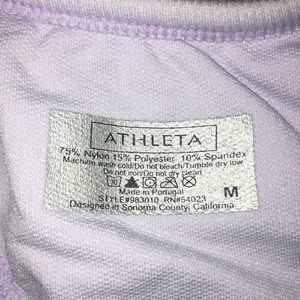 ATHLETA
75% Nylon 15% Polyester 10% Spandex
Machine wash cold/Do not bleach/Tumble dry low
Do not iron/Do not dry clean
30
Made in Portugal
STYLE#983010 RN#54023
Designed in Sonoma County, California
M